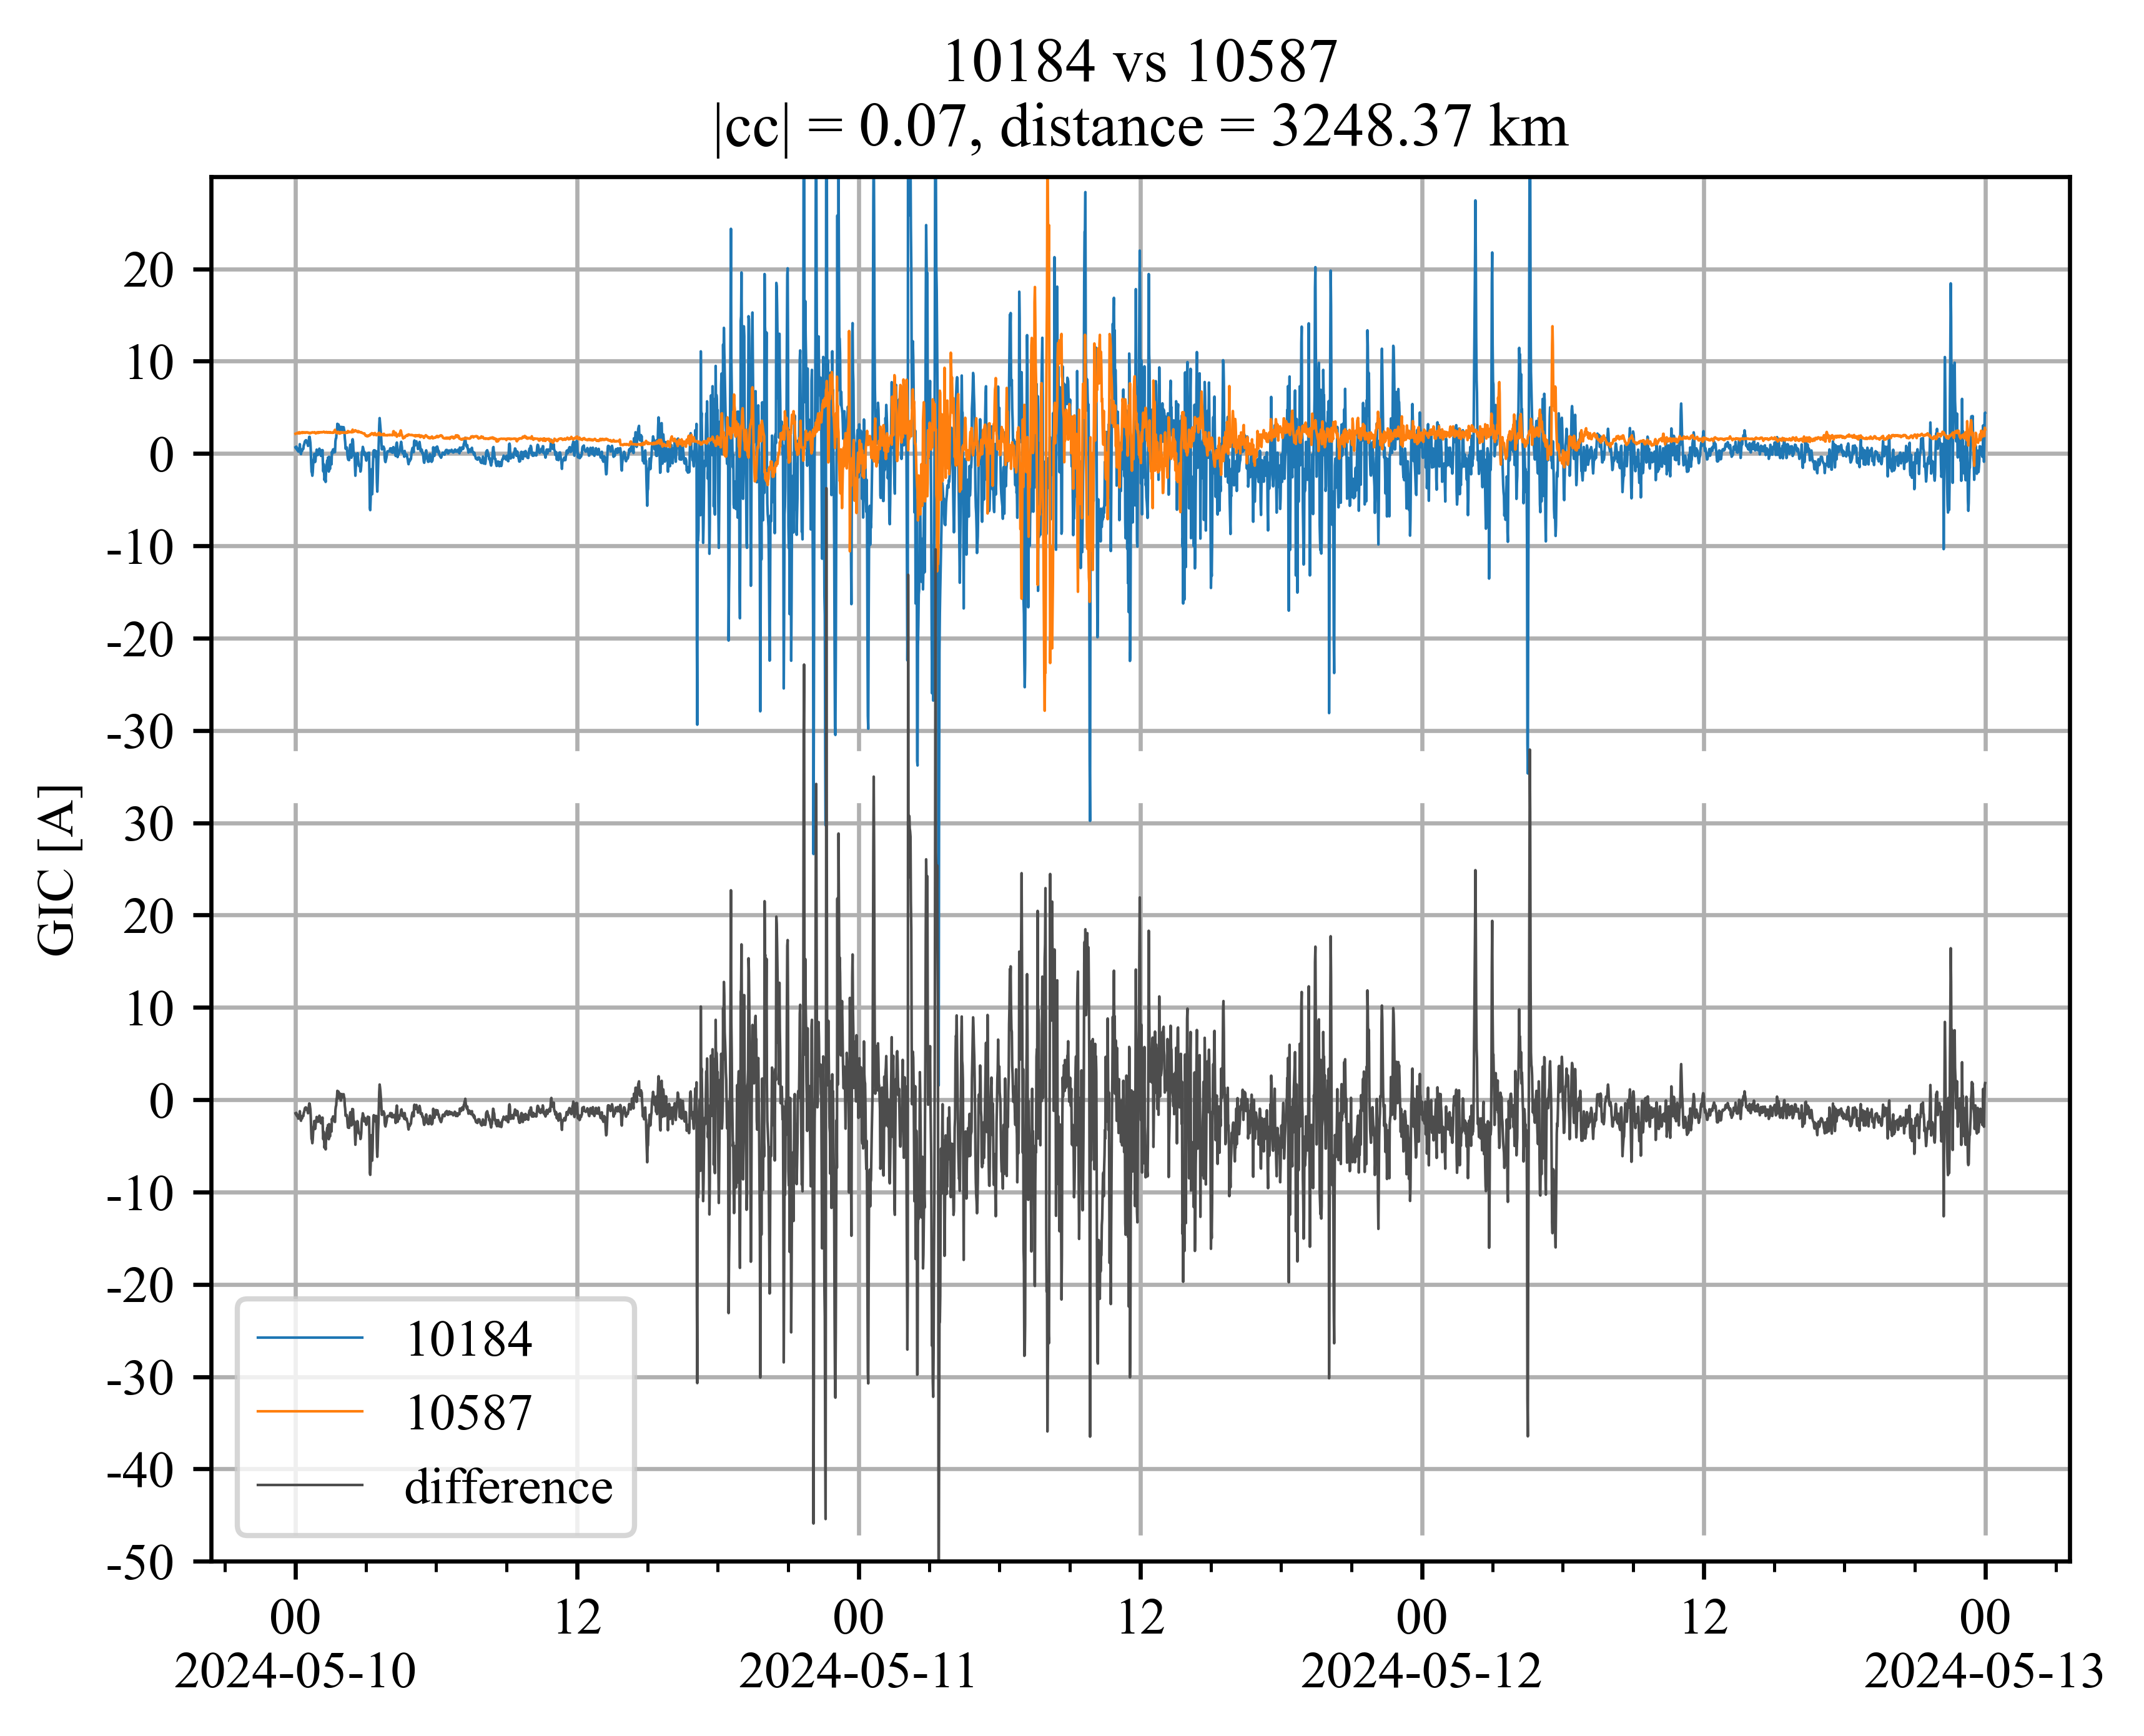 10184 vs 10587
|cc| = 0.07, distance = 3248.37 km
GIC [A]
20
10
0
-10
-20
-30
30
20
10
0
-10
-20
-30
-40
-50
10184
10587
difference
00 12 00 12 00 12 00
2024-05-10 2024-05-11 2024-05-12 2024-05-13